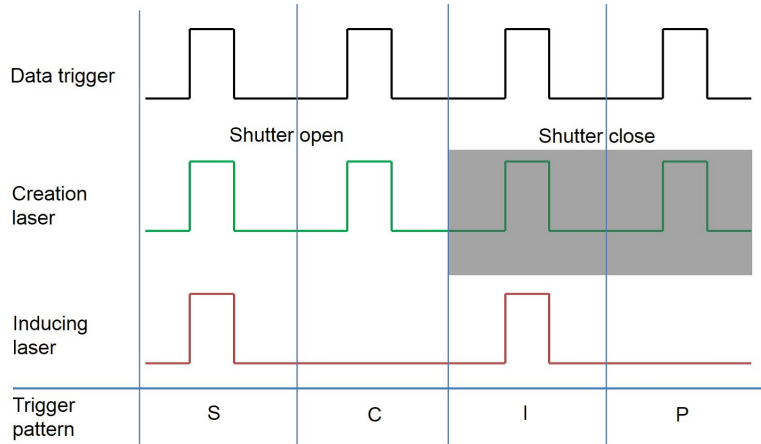 Data trigger
Shutter open
Shutter close
Creation
laser
Inducing
laser
Trigger
pattern
S
C
I
P